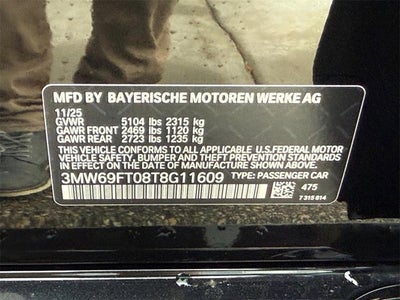 MFD BY BAYERISCHE MOTOREN WERKE AG
11/25
GVWR 5104 lbs 2315 kg
GAWR FRONT 2469 lbs 1120 kg
GAWR REAR 2723 lbs 1235 kg
THIS VEHICLE CONFORMS TO ALL APPLICABLE U.S.FEDERAL MOTOR
VEHICLE SAFETY, BUMPER AND THEFT PREVENTION STANDARDS IN
EFFECT ON THE DATE OF MANUFACTURE SHOWN ABOVE.
3MW69FT08T8G11609 TYPE: PASSENGER CAR
475
7 315 814